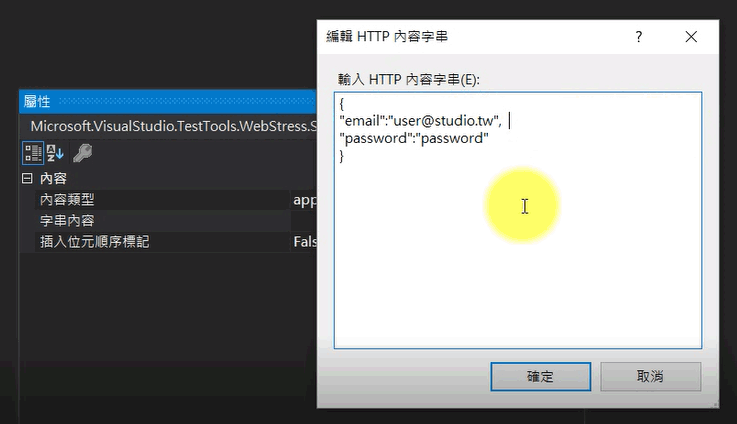 編輯 HTTP 內容字串
?
輸入 HTTP 內容字串(E):
{
"email":"user@studio.tw",
"password":"password"
}
確定
取消
屬性
Microsoft.VisualStudio.TestTools.WebStress.S
內容
內容類型 app
字串內容
插入位元順序標記 Fals